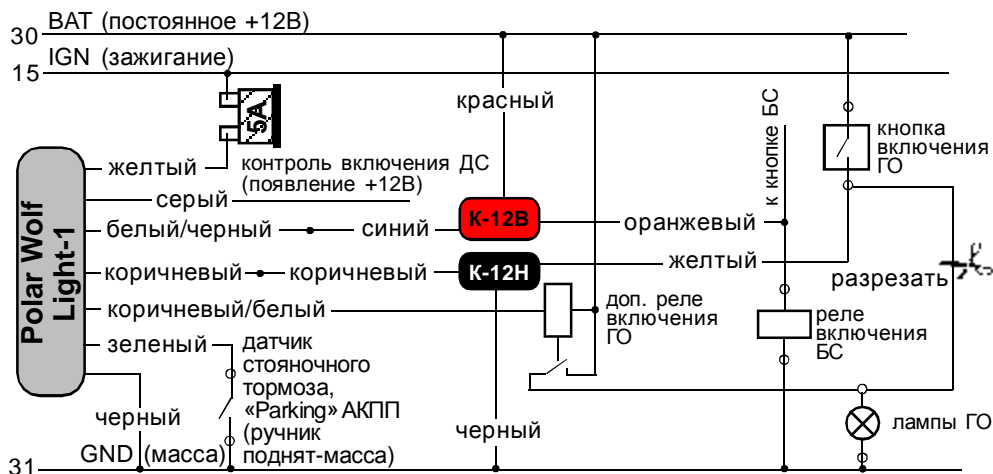 BAT (постоянное +12В)
30
IGN (зажигание)
15
5А
красный
к кнопке БС
кнопка
включения
ГО
желтый
контроль включения ДС
(появление +12В)
серый
Polar Wolf
Light-1
белый/черный
синий
К-12В
оранжевый
коричневый
коричневый
К-12Н
желтый
разрезать
коричневый/белый
доп. реле
включения
ГО
реле
включения
БС
зеленый
датчик
стояночного
тормоза,
«Parking» АКПП
(ручник
поднят-масса)
черный
черный
лампы ГО
GND (масса)
31